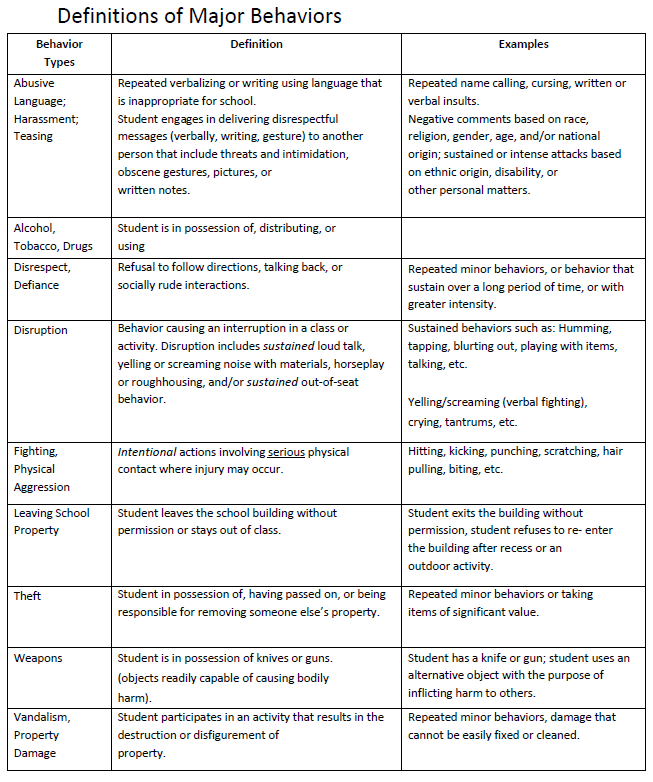 Definitions of Major Behaviors
Behavior
Types
Definition
Examples
Abusive
Language;
Harassment;
Teasing
Repeated verbalizing or writing using language that
is inappropriate for school.
Student engages in delivering disrespectful
messages (verbally, writing, gesture) to another
person that include threats and intimidation,
obscene gestures, pictures, or
written notes.
Repeated name calling, cursing, written or
verbal insults.
Negative comments based on race,
religion, gender, age, and/or national
origin; sustained or intense attacks based
on ethnic origin, disability, or
other personal matters.
Alcohol,
Tobacco, Drugs
Student is in possession of, distributing, or
using
Disrespect,
Defiance
Refusal to follow directions, talking back, or
socially rude interactions.
Repeated minor behaviors, or behavior that
sustain over a long period of time, or with
greater intensity.
Disruption
Behavior causing an interruption in a class or
activity. Disruption includes sustained loud talk,
yelling or screaming noise with materials, horseplay
or roughhousing, and/or sustained out-of-seat
behavior.
Sustained behaviors such as: Humming,
tapping, blurting out, playing with items,
talking, etc.
Yelling/screaming (verbal fighting),
crying, tantrums, etc.
Fighting,
Physical
Aggression
Intentional actions involving serious physical
contact where injury may occur.
Hitting, kicking, punching, scratching, hair
pulling, biting, etc.
Leaving School
Property
Student leaves the school building without
permission or stays out of class.
Student exits the building without
permission, student refuses to re- enter
the building after recess or an
outdoor activity.
Theft
Student in possession of, having passed on, or being
responsible for removing someone else's property.
Repeated minor behaviors or taking
items of significant value.
Weapons
Student is in possession of knives or guns.
(objects readily capable of causing bodily
harm).
Student has a knife or gun; student uses an
alternative object with the purpose of
inflicting harm to others.
Vandalism,
Property
Damage
Student participates in an activity that results in the
destruction or disfigurement of
property.
Repeated minor behaviors, damage that
cannot be easily fixed or cleaned.